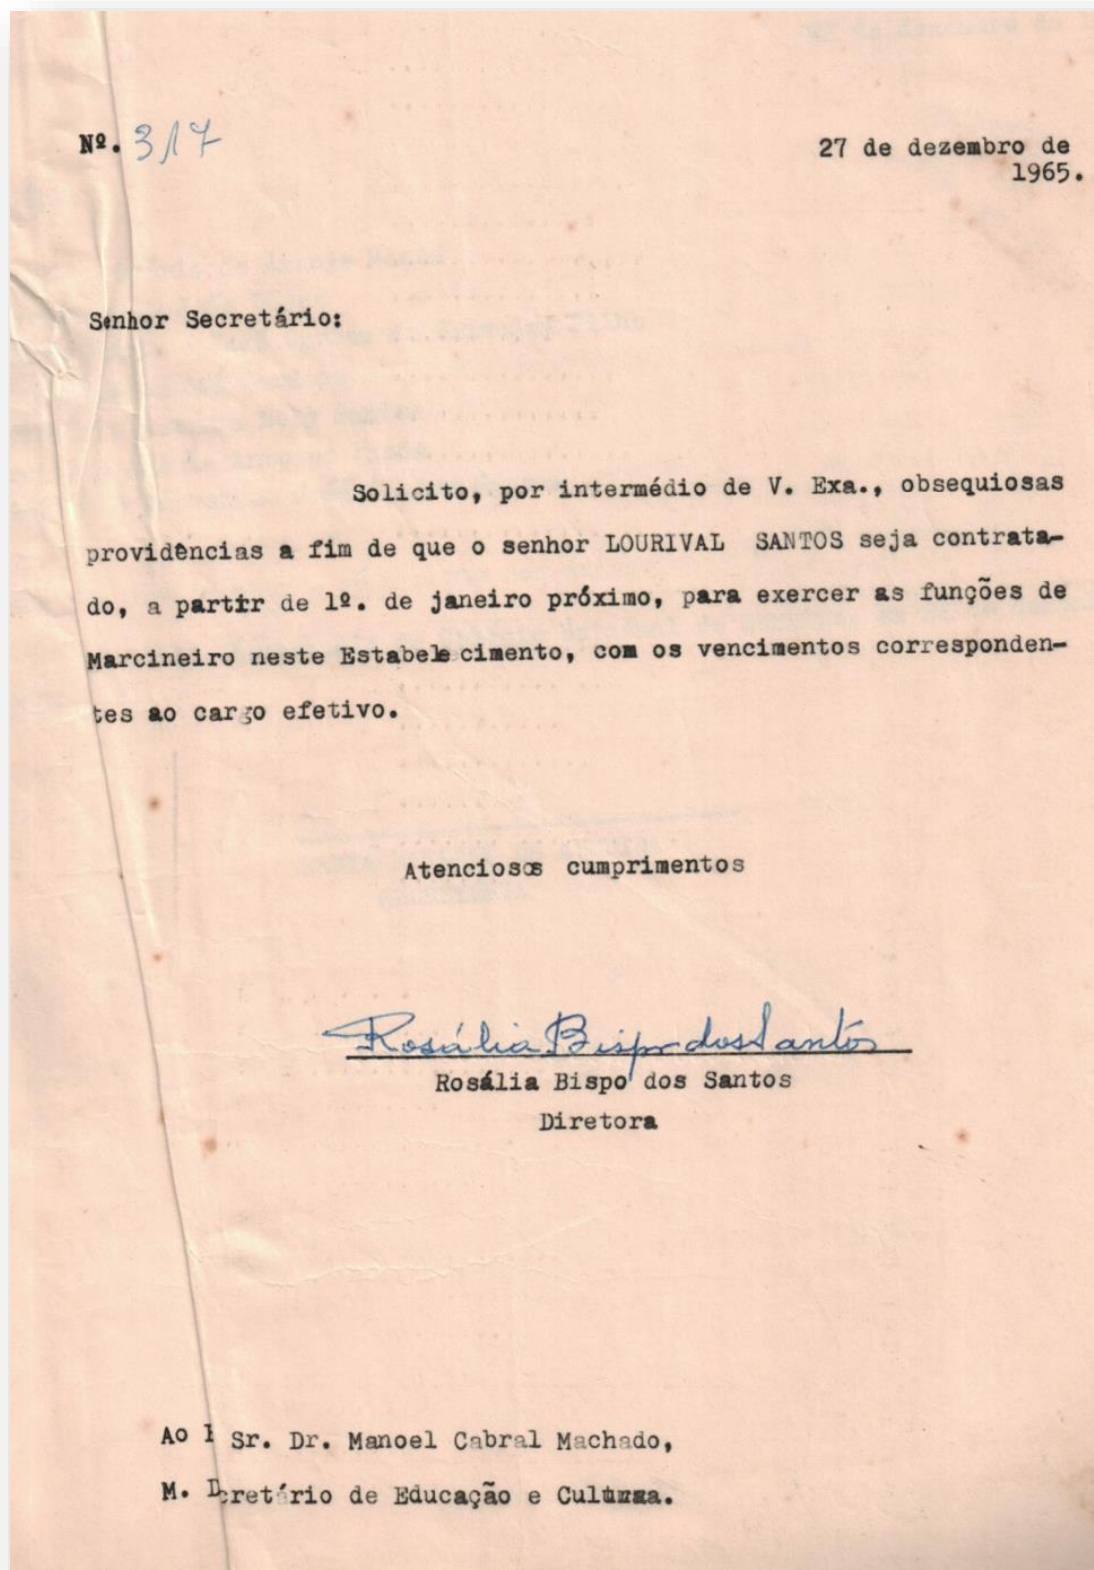 Nº. 317
27 de dezembro de
1965.
Senhor Secretário:
Solicito, por intermédio de V. Exa., obsequiosas
providências a fim de que o senhor LOURIVAL SANTOS seja contrata-
do, a partir de 1º. de janeiro próximo, para exercer as funções de
Marcineiro neste Estabelecimento, com os vencimentos corresponden-
tes ao cargo efetivo.
Atenciosos cumprimentos
Rosália Bispo dos Santos
Rosália Bispo dos Santos
Diretora
Ao Sr. Dr. Manoel Cabral Machado,
M. D. cretário de Educação e Cultura.